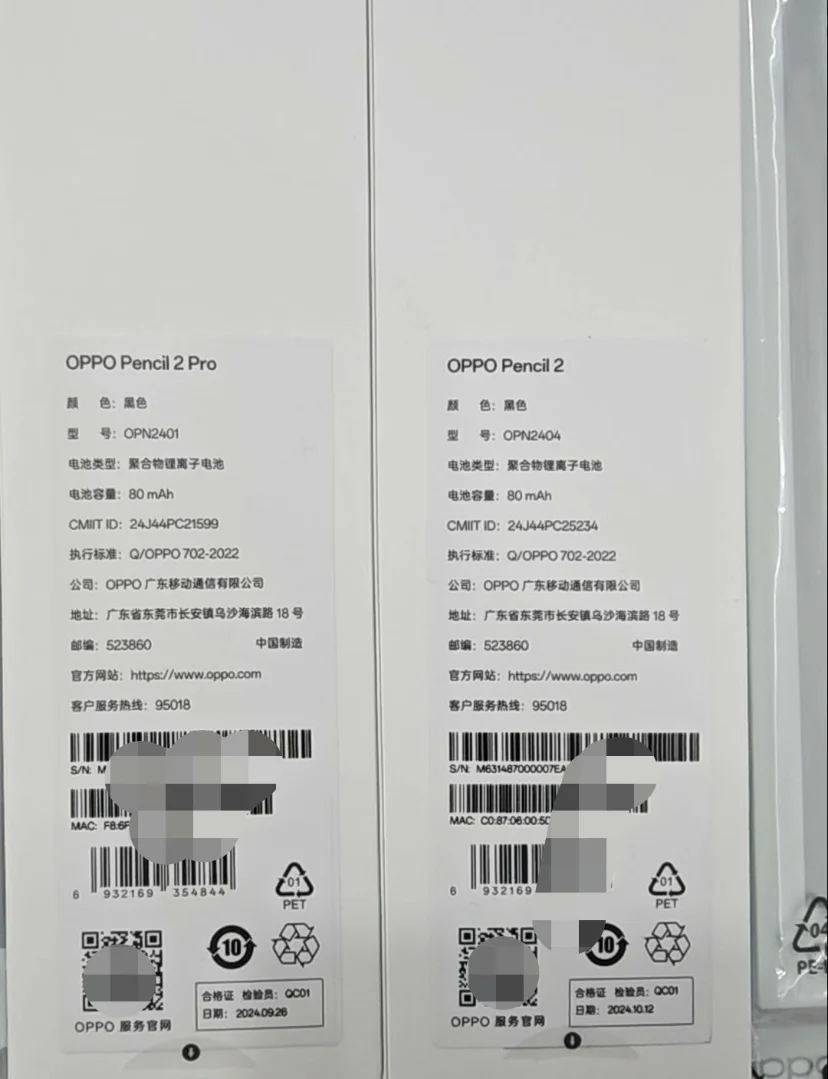 OPPO Pencil 2 Pro
颜 色：黑色
型 号：OPN2401
电池类型：聚合物锂离子电池
电池容量：80 mAh
CMIIT ID：24J44PC21599
执行标准：Q/OPPO 702-2022
公司：OPPO 广东移动通信有限公司
地址：广东省东莞市长安镇乌沙海滨路 18 号
邮编：523860 中国制造
官方网站：https://www.oppo.com
客户服务热线：95018
S/N: M
MAC: F8:6F
6 932169 354844
01
PET
10
合格证 检验员：QC01
日期：2024.09.26
OPPO 服务官网
OPPO Pencil 2
颜 色：黑色
型 号：OPN2404
电池类型：聚合物锂离子电池
电池容量：80 mAh
CMIIT ID：24J44PC25234
执行标准：Q/OPPO 702-2022
公司：OPPO 广东移动通信有限公司
地址：广东省东莞市长安镇乌沙海滨路 18 号
邮编：523860 中国制造
官方网站：https://www.oppo.com
客户服务热线：95018
S/N: M631487000007EA
MAC: C0:87:06:00:5D
6 932169
01
PET
10
合格证 检验员：QC01
日期：2024.10.12
OPPO 服务官网
04